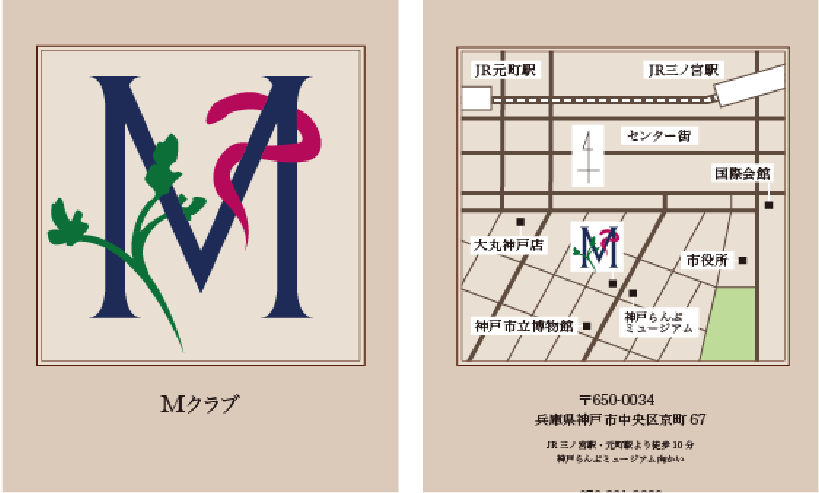 M
Mクラブ
JR元町駅
JR三ノ宮駅
センター街
国際会館
大丸神戸店
M
市役所
神戸らんぷ
ミュージアム
神戸市立博物館
〒650-0034
兵庫県神戸市中央区京町 67
JR三ノ宮駅・元町駅より徒歩10分
神戸らんぷミュージアム向かい